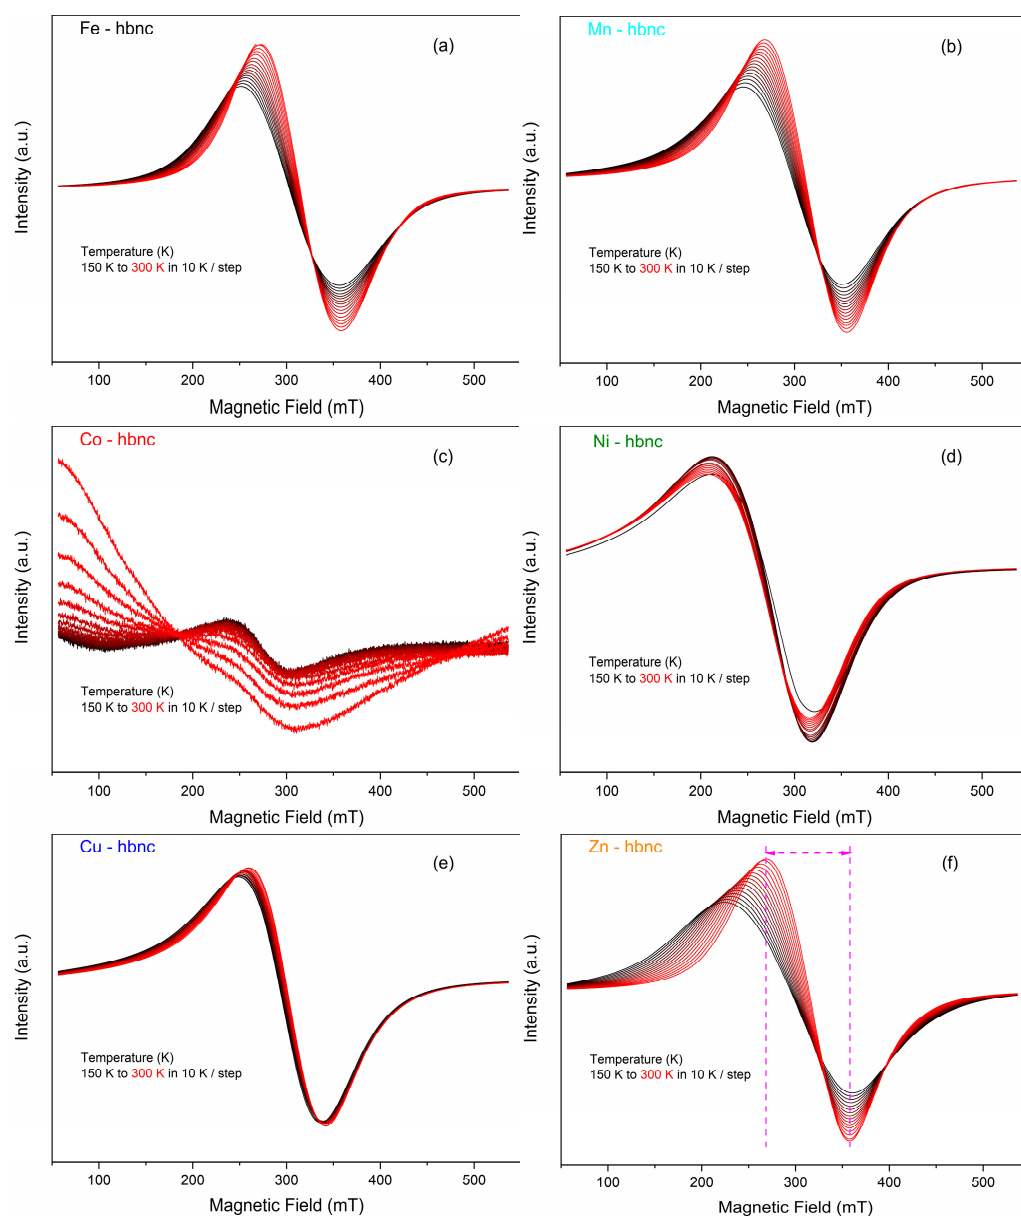 Fe - hbnc
(a)
Intensity (a.u.)
Temperature (K)
150 K to 300 K in 10 K / step
100 200 300 400 500
Magnetic Field (mT)
Mn - hbnc
(b)
Intensity (a.u.)
Temperature (K)
150 K to 300 K in 10 K / step
100 200 300 400 500
Magnetic Field (mT)
Co - hbnc
(c)
Intensity (a.u.)
Temperature (K)
150 K to 300 K in 10 K / step
100 200 300 400 500
Magnetic Field (mT)
Ni - hbnc
(d)
Intensity (a.u.)
Temperature (K)
150 K to 300 K in 10 K / step
100 200 300 400 500
Magnetic Field (mT)
Cu - hbnc
(e)
Intensity (a.u.)
Temperature (K)
150 K to 300 K in 10 K / step
100 200 300 400 500
Magnetic Field (mT)
Zn - hbnc
(f)
Intensity (a.u.)
Temperature (K)
150 K to 300 K in 10 K / step
100 200 300 400 500
Magnetic Field (mT)